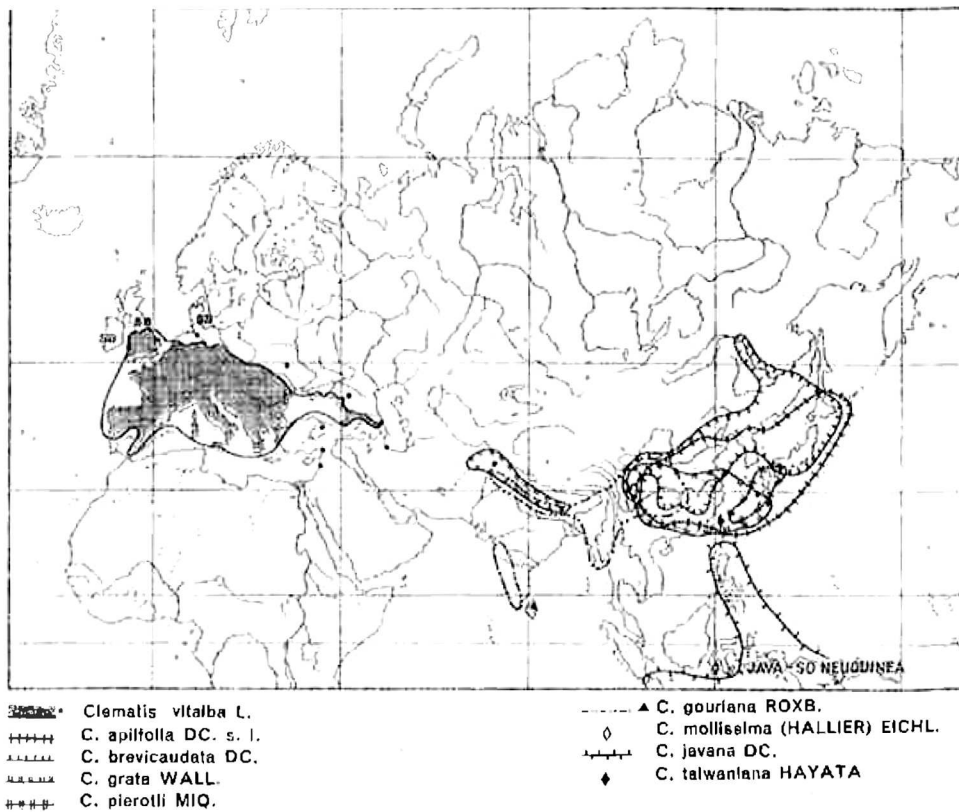 JAVA-SO NEUGUINEA
Clematis vitalba L.
C. apiifolia DC. s. l.
C. brevicaudata DC.
C. grata WALL.
C. pierotii MIQ.
C. gouriana ROXB.
C. mollissima (HALLIER) EICHL.
C. javana DC.
C. taiwaniana HAYATA